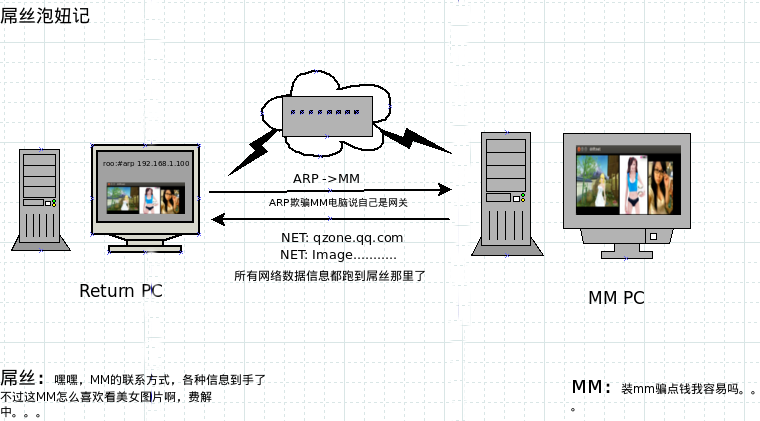 屌丝泡妞记
roo:#arp 192.168.1.100
ARP ->MM
ARP欺骗MM电脑说自己是网关
NET: qzone.qq.com
NET: Image...........
所有网络数据信息都跑到屌丝那里了
Return PC
MM PC
屌丝：嘿嘿，MM的联系方式，各种信息到手了
不过这MM怎么喜欢看美女图片啊，费解
中。。。
MM：装mm骗点钱我容易吗。。
。